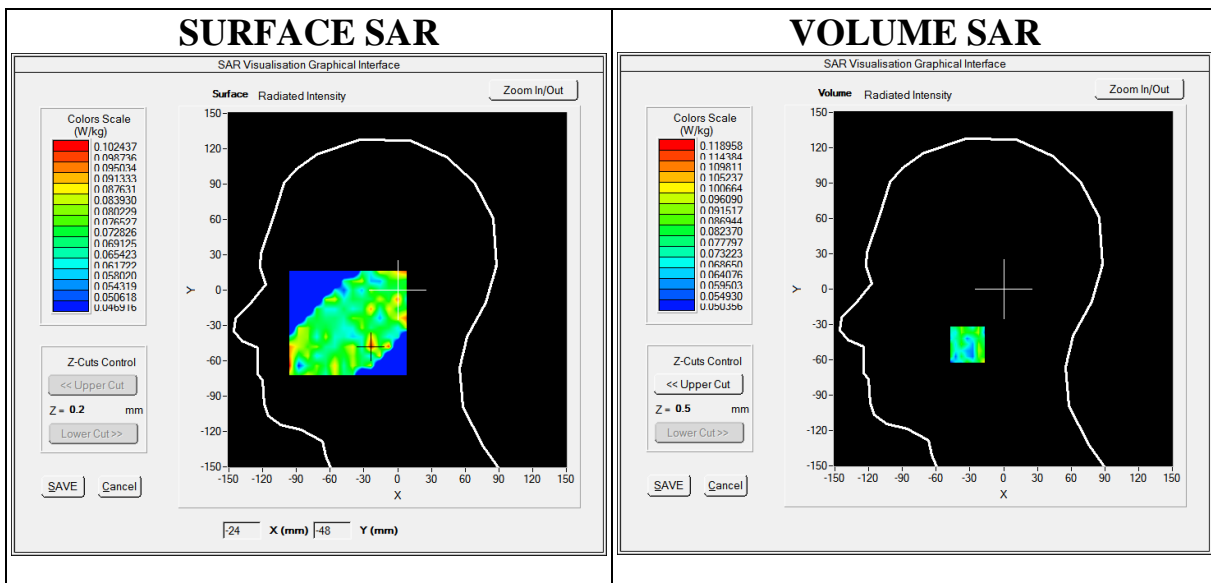 SURFACE SAR
SAR Visualisation Graphical Interface
Surface Radiated Intensity
Zoom In/Out
Colors Scale
(W/kg)
0.102437
0.098736
0.095034
0.091333
0.087631
0.083930
0.080229
0.076527
0.072826
0.069125
0.065423
0.061722
0.058020
0.054319
0.050618
0.046916
Z-Cuts Control
<< Upper Cut
Z = 0.2 mm
Lower Cut >>
SAVE Cancel
150
120
90
60
30
0
-30
-60
-90
-120
-150
Y
-150 -120 -90 -60 -30 0 30 60 90 120 150
X
-24 X (mm) -48 Y (mm)
VOLUME SAR
SAR Visualisation Graphical Interface
Volume Radiated Intensity
Zoom In/Out
Colors Scale
(W/kg)
0.118958
0.114384
0.109811
0.105237
0.100664
0.096090
0.091517
0.086944
0.082370
0.077797
0.073223
0.068650
0.064076
0.059503
0.054930
0.050356
Z-Cuts Control
<< Upper Cut
Z = 0.5 mm
Lower Cut >>
SAVE Cancel
150
120
90
60
30
0
-30
-60
-90
-120
-150
Y
-150 -120 -90 -60 -30 0 30 60 90 120 150
X